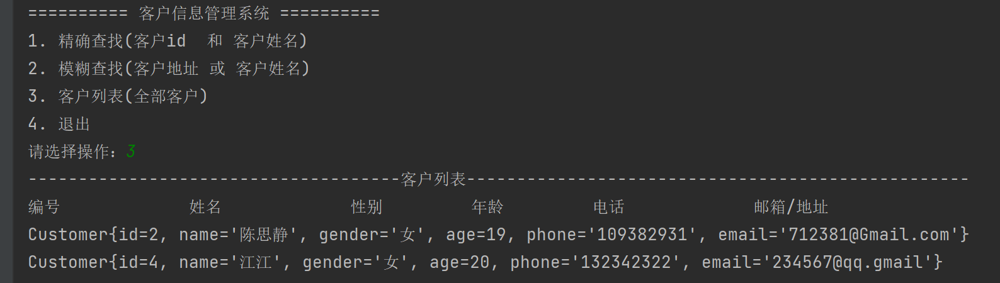 ========== 客户信息管理系统 ==========
1. 精确查找(客户id  和 客户姓名)
2. 模糊查找(客户地址 或 客户姓名)
3. 客户列表(全部客户)
4. 退出
请选择操作：3
-------------------------------------客户列表--------------------------------------------------
编号 姓名 性别 年龄 电话 邮箱/地址
Customer{id=2, name='陈思静', gender='女', age=19, phone='109382931', email='712381@Gmail.com'}
Customer{id=4, name='江江', gender='女', age=20, phone='132342322', email='234567@qq.gmail'}